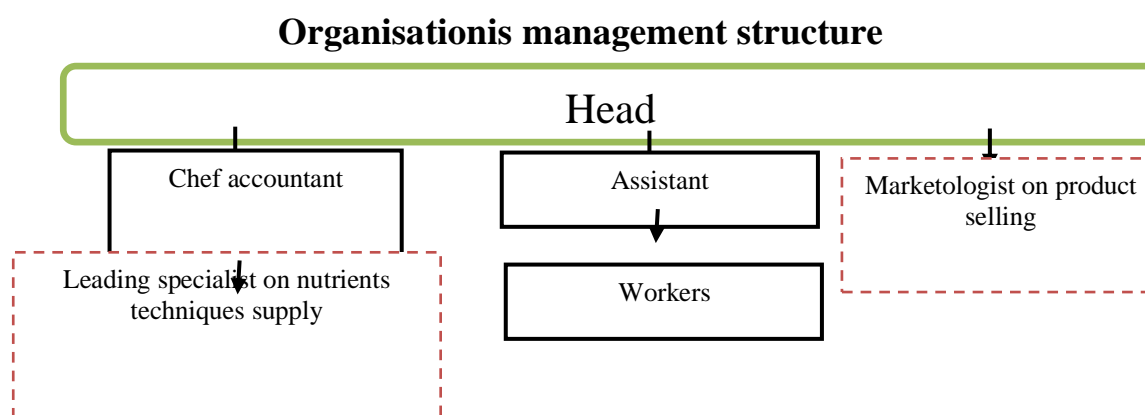 Organisationis management structure
Head
Chef accountant
Assistant
Marketologist on product
selling
Leading specialist on nutrients
techniques supply
Workers